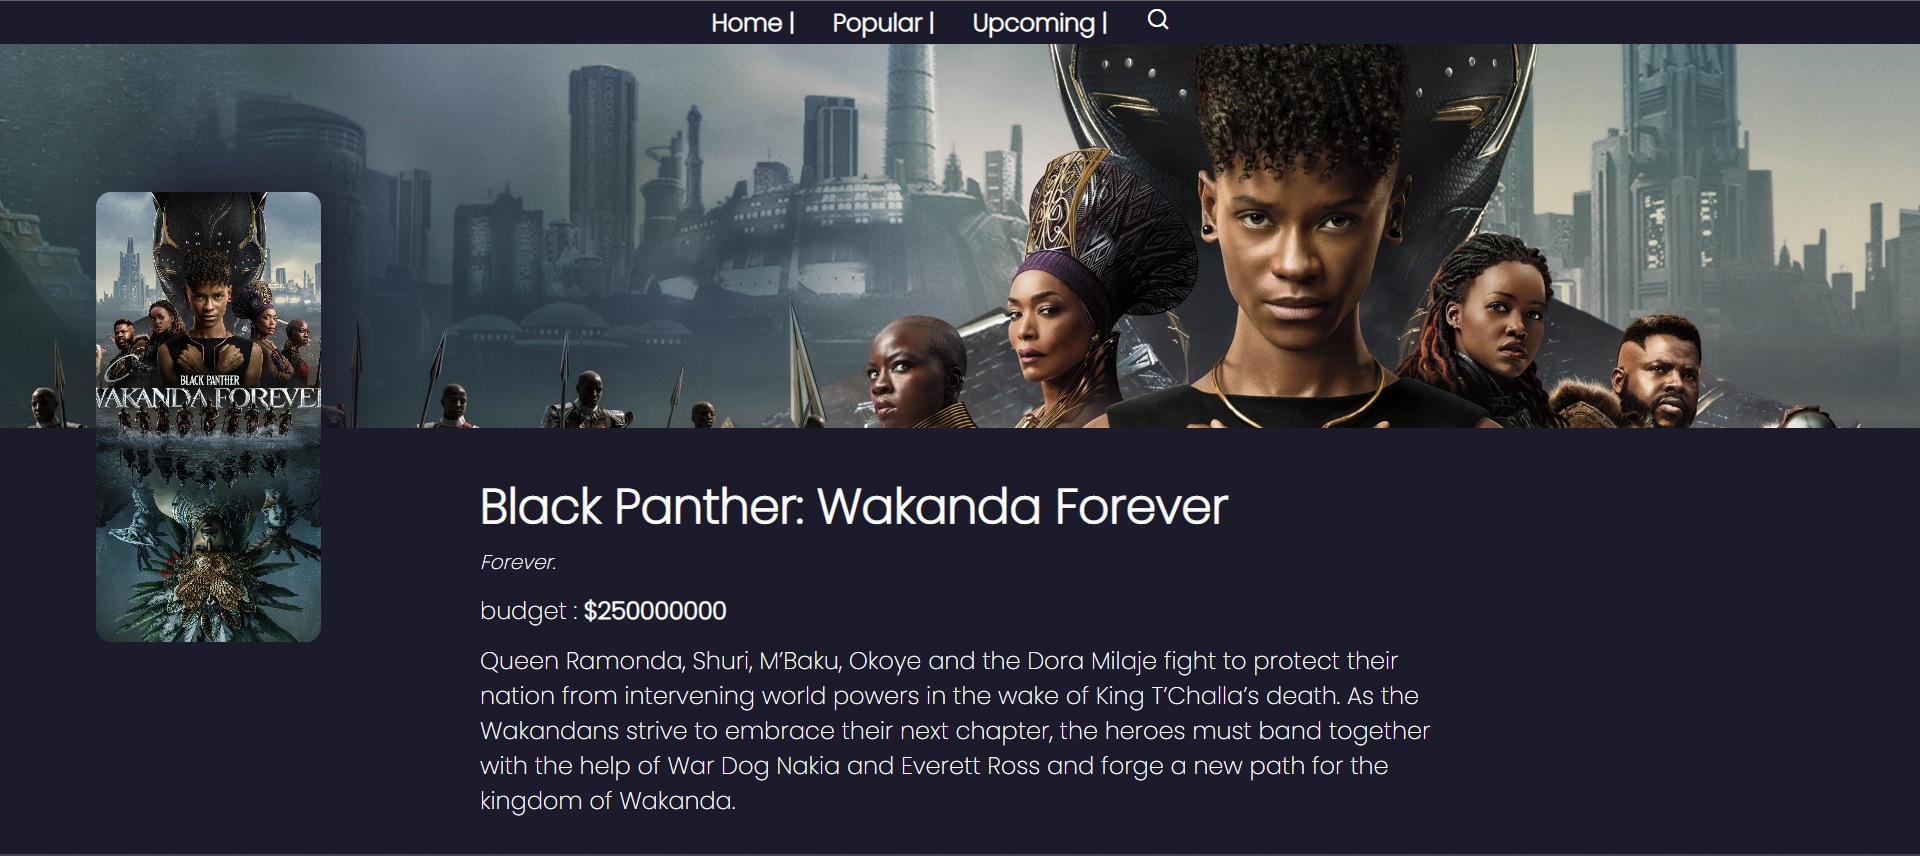 Home | Popular | Upcoming |
BLACK PANTHER
WAKANDA FOREVER
Black Panther: Wakanda Forever
Forever.
budget : $250000000
Queen Ramonda, Shuri, M’Baku, Okoye and the Dora Milaje fight to protect their
nation from intervening world powers in the wake of King T’Challa’s death. As the
Wakandans strive to embrace their next chapter, the heroes must band together
with the help of War Dog Nakia and Everett Ross and forge a new path for the
kingdom of Wakanda.